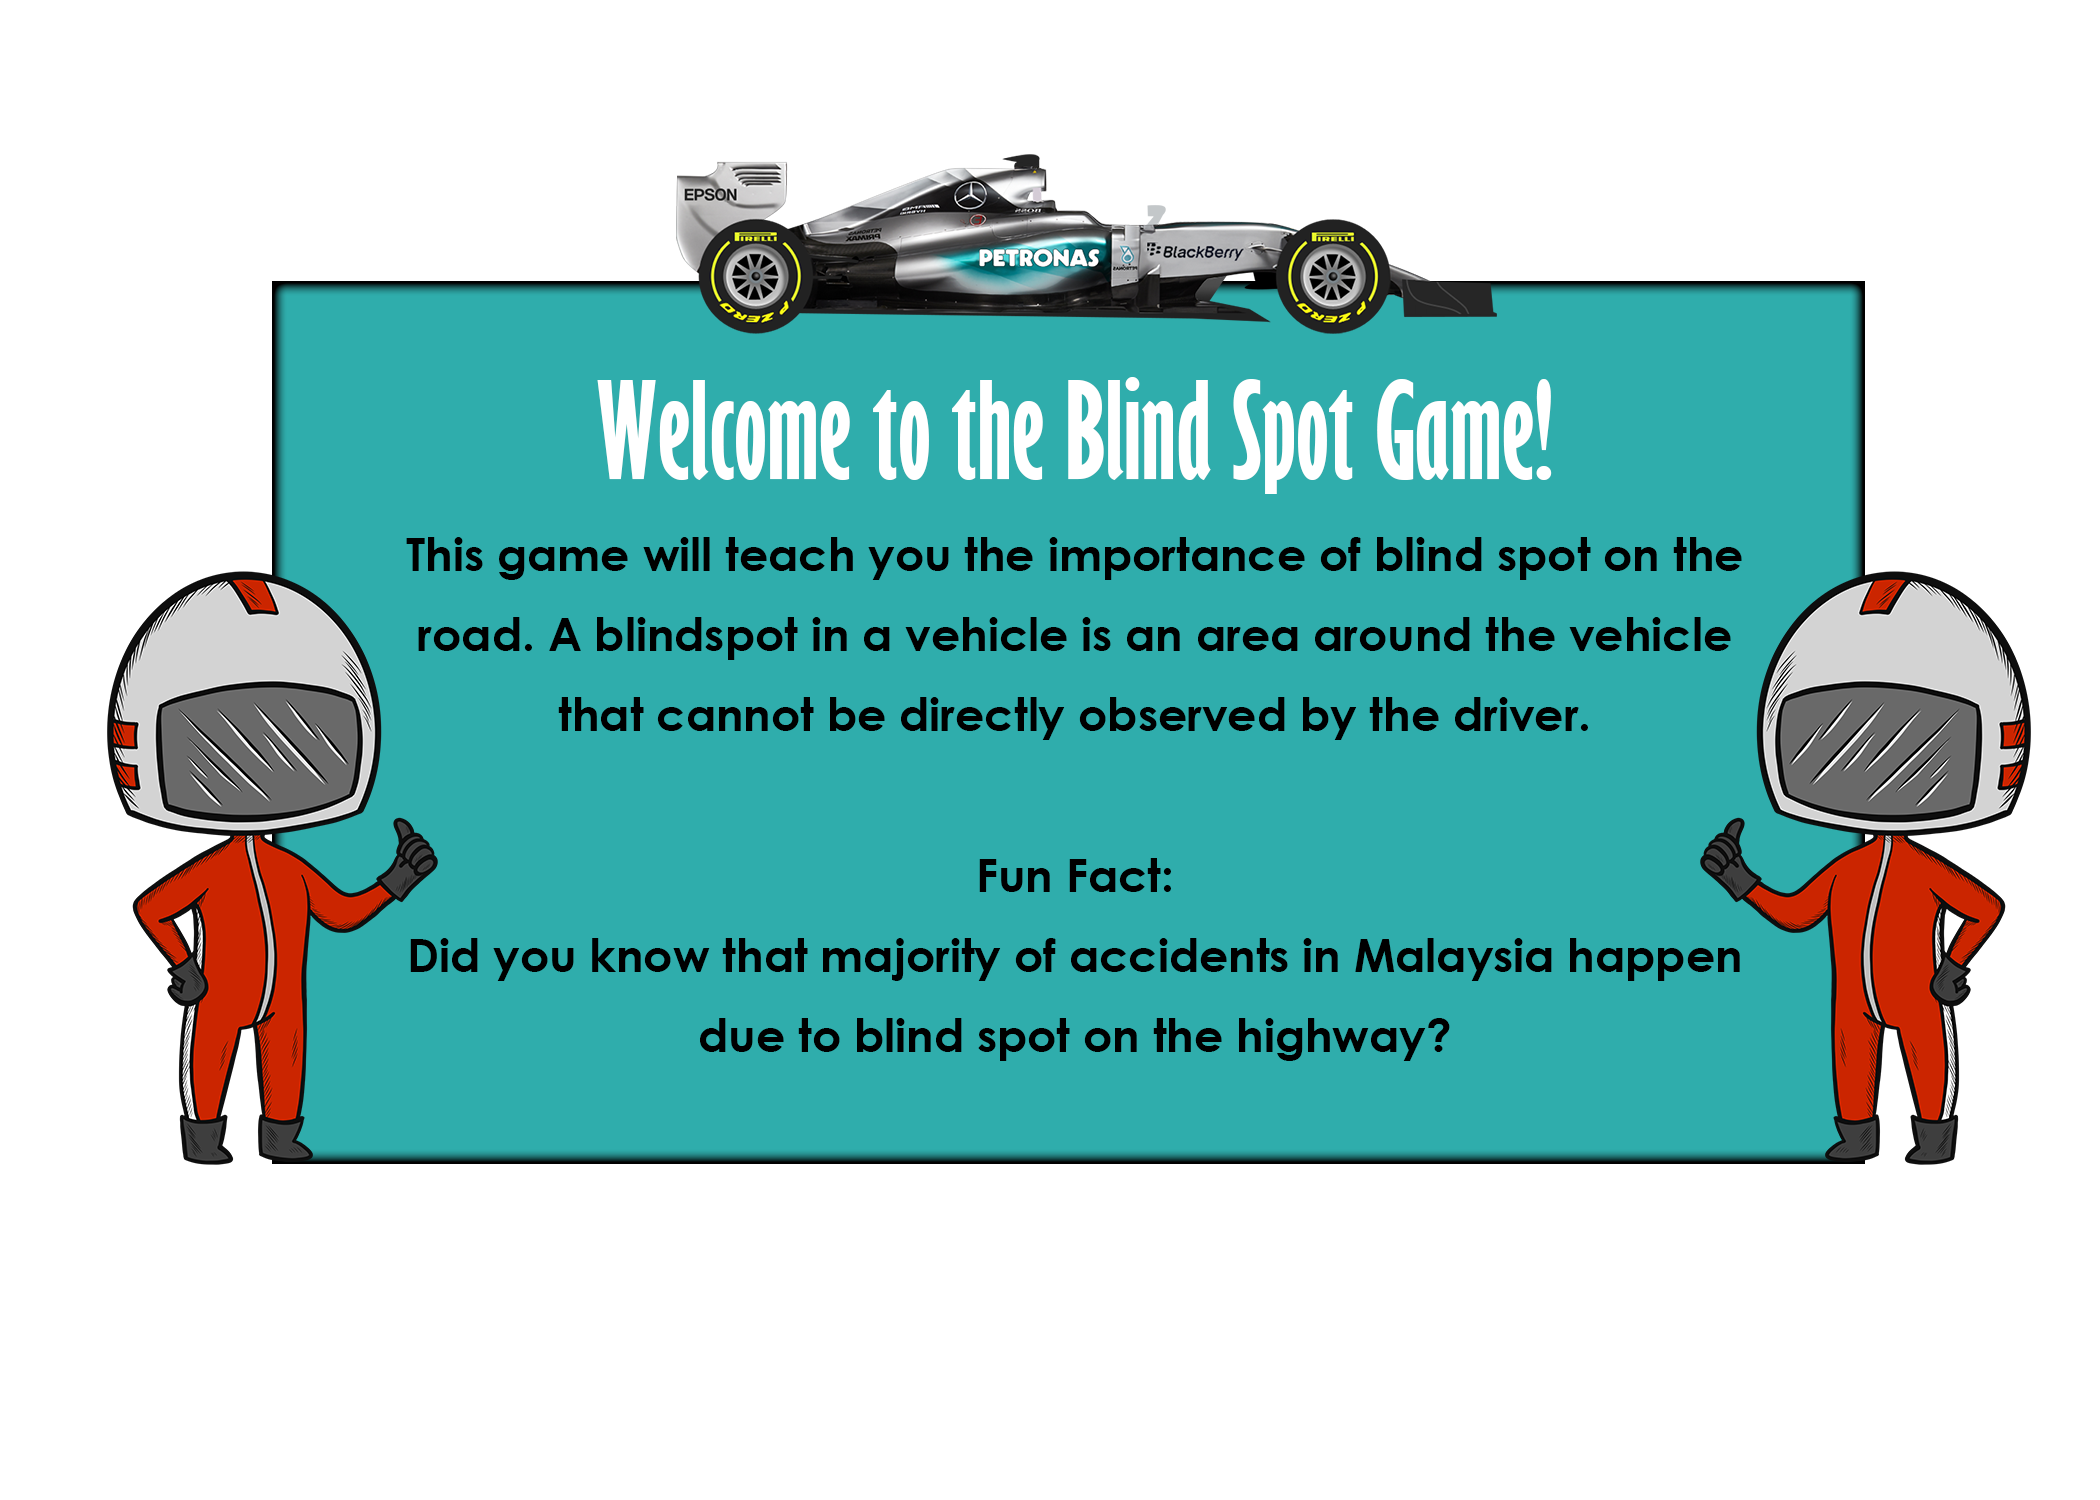 EPSON
PIRELLI
PETRONAS
BlackBerry
PIRELLI
P ZERO
P ZERO
Welcome to the Blind Spot Game!
This game will teach you the importance of blind spot on the
road. A blindspot in a vehicle is an area around the vehicle
that cannot be directly observed by the driver.
Fun Fact:
Did you know that majority of accidents in Malaysia happen
due to blind spot on the highway?